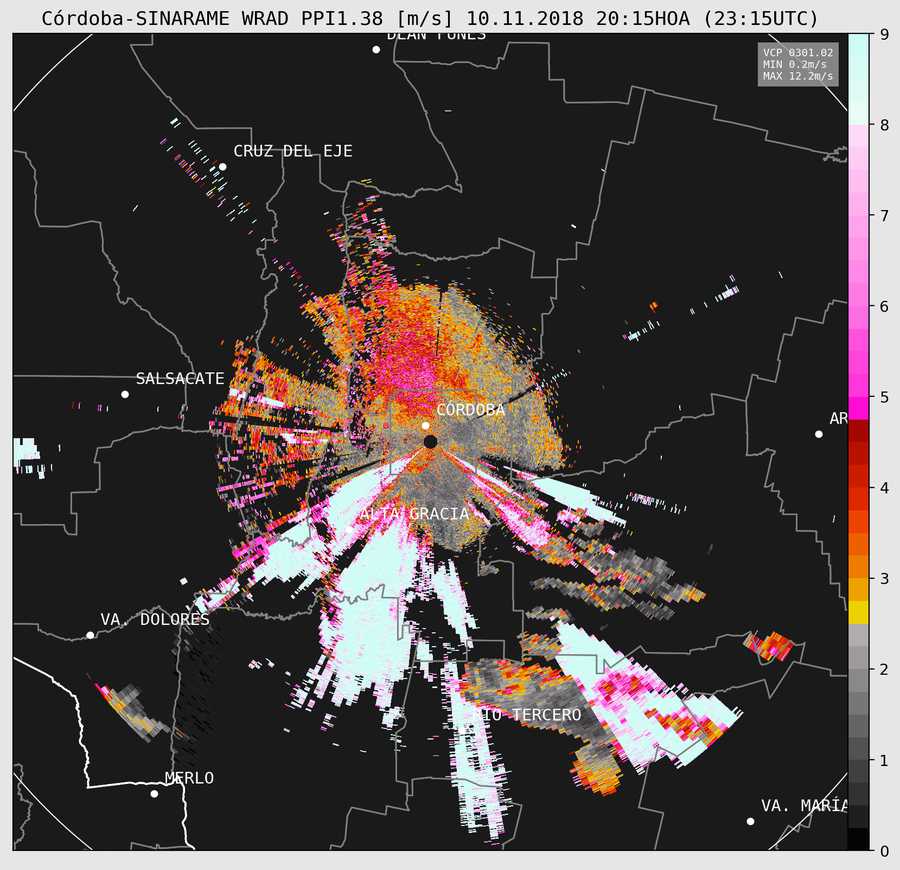 Córdoba-SINARAME WRAD PPI1.38 [m/s] 10.11.2018 20:15HOA (23:15UTC)
DEAN FUNES
VCP 0301.02
MIN 0.2m/s
MAX 12.2m/s
CRUZ DEL EJE
SALSACATE
CÓRDOBA
AR
ALTA GRACIA
VA. DOLORES
RIO TERCERO
MERLO
VA. MARÍA
9
8
7
6
5
4
3
2
1
0